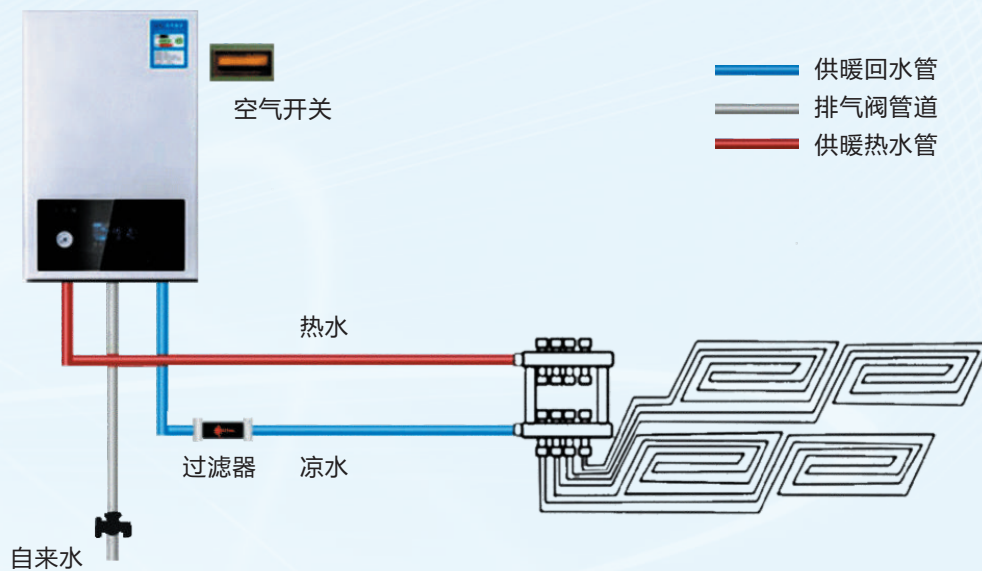 空气开关
供暖回水管
排气阀管道
供暖热水管
热水
过滤器
凉水
自来水